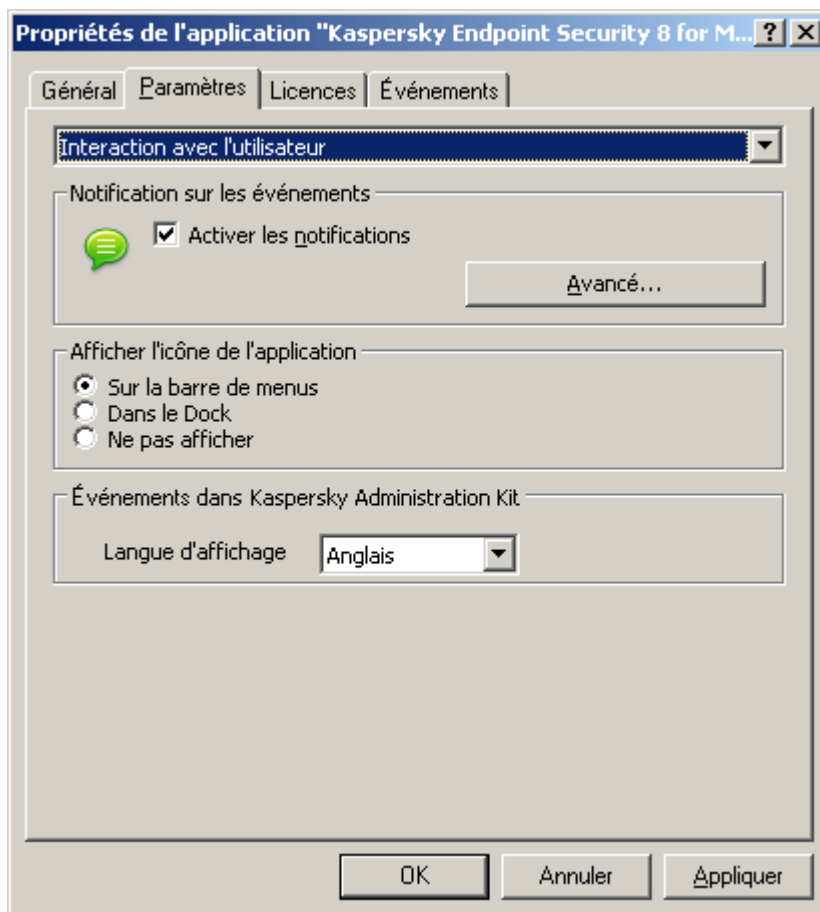 Propriétés de l'application "Kaspersky Endpoint Security 8 for M...
Général Paramètres Licences Événements
Interaction avec l'utilisateur
Notification sur les événements
Activer les notifications
Avancé...
Afficher l'icône de l'application
Sur la barre de menus
Dans le Dock
Ne pas afficher
Événements dans Kaspersky Administration Kit
Langue d'affichage Anglais
OK Annuler Appliquer